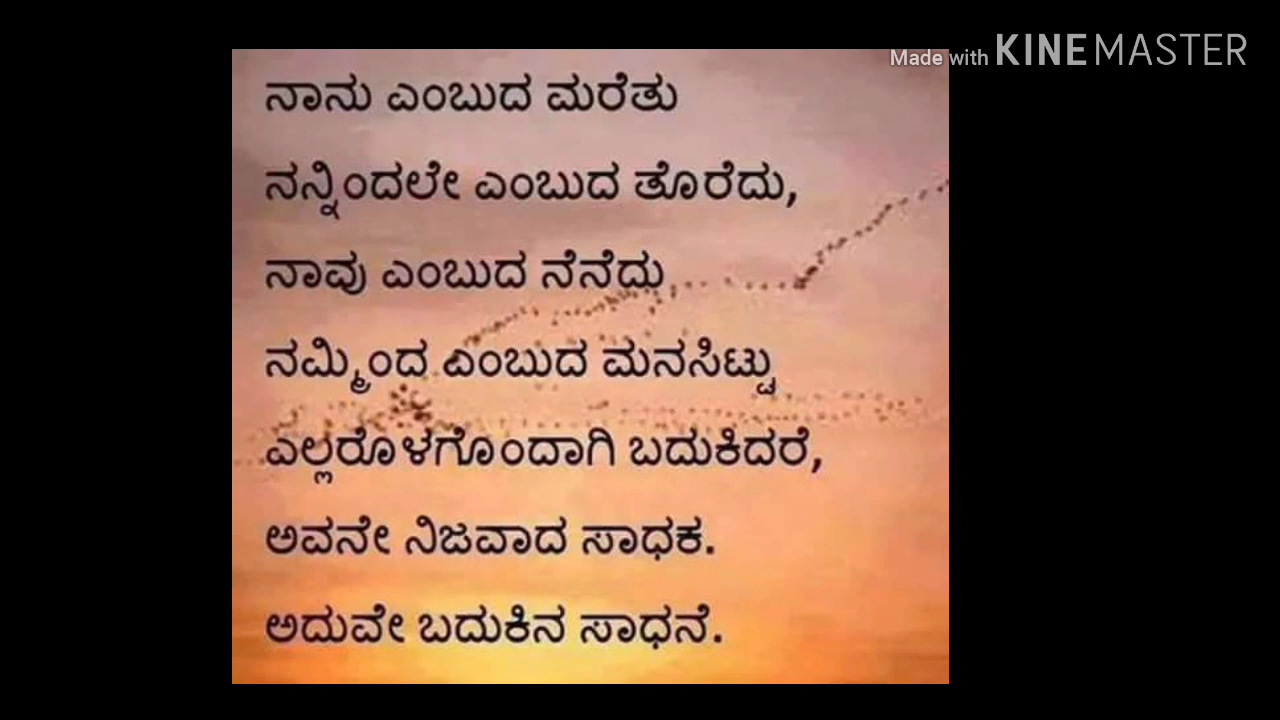 Made with KINEMASTER
ನಾನು ಎಂಬುದ ಮರೆತು
ನನ್ನಿಂದಲೇ ಎಂಬುದ ತೊರೆದು,
ನಾವು ಎಂಬುದ ನೆನೆದು
ನಮ್ಮಿಂದ ಎಂಬುದ ಮನಸಿಟ್ಟು
ಎಲ್ಲರೊಳಗೊಂದಾಗಿ ಬದುಕಿದರೆ,
ಅವನೇ ನಿಜವಾದ ಸಾಧಕ.
ಅದುವೇ ಬದುಕಿನ ಸಾಧನೆ.